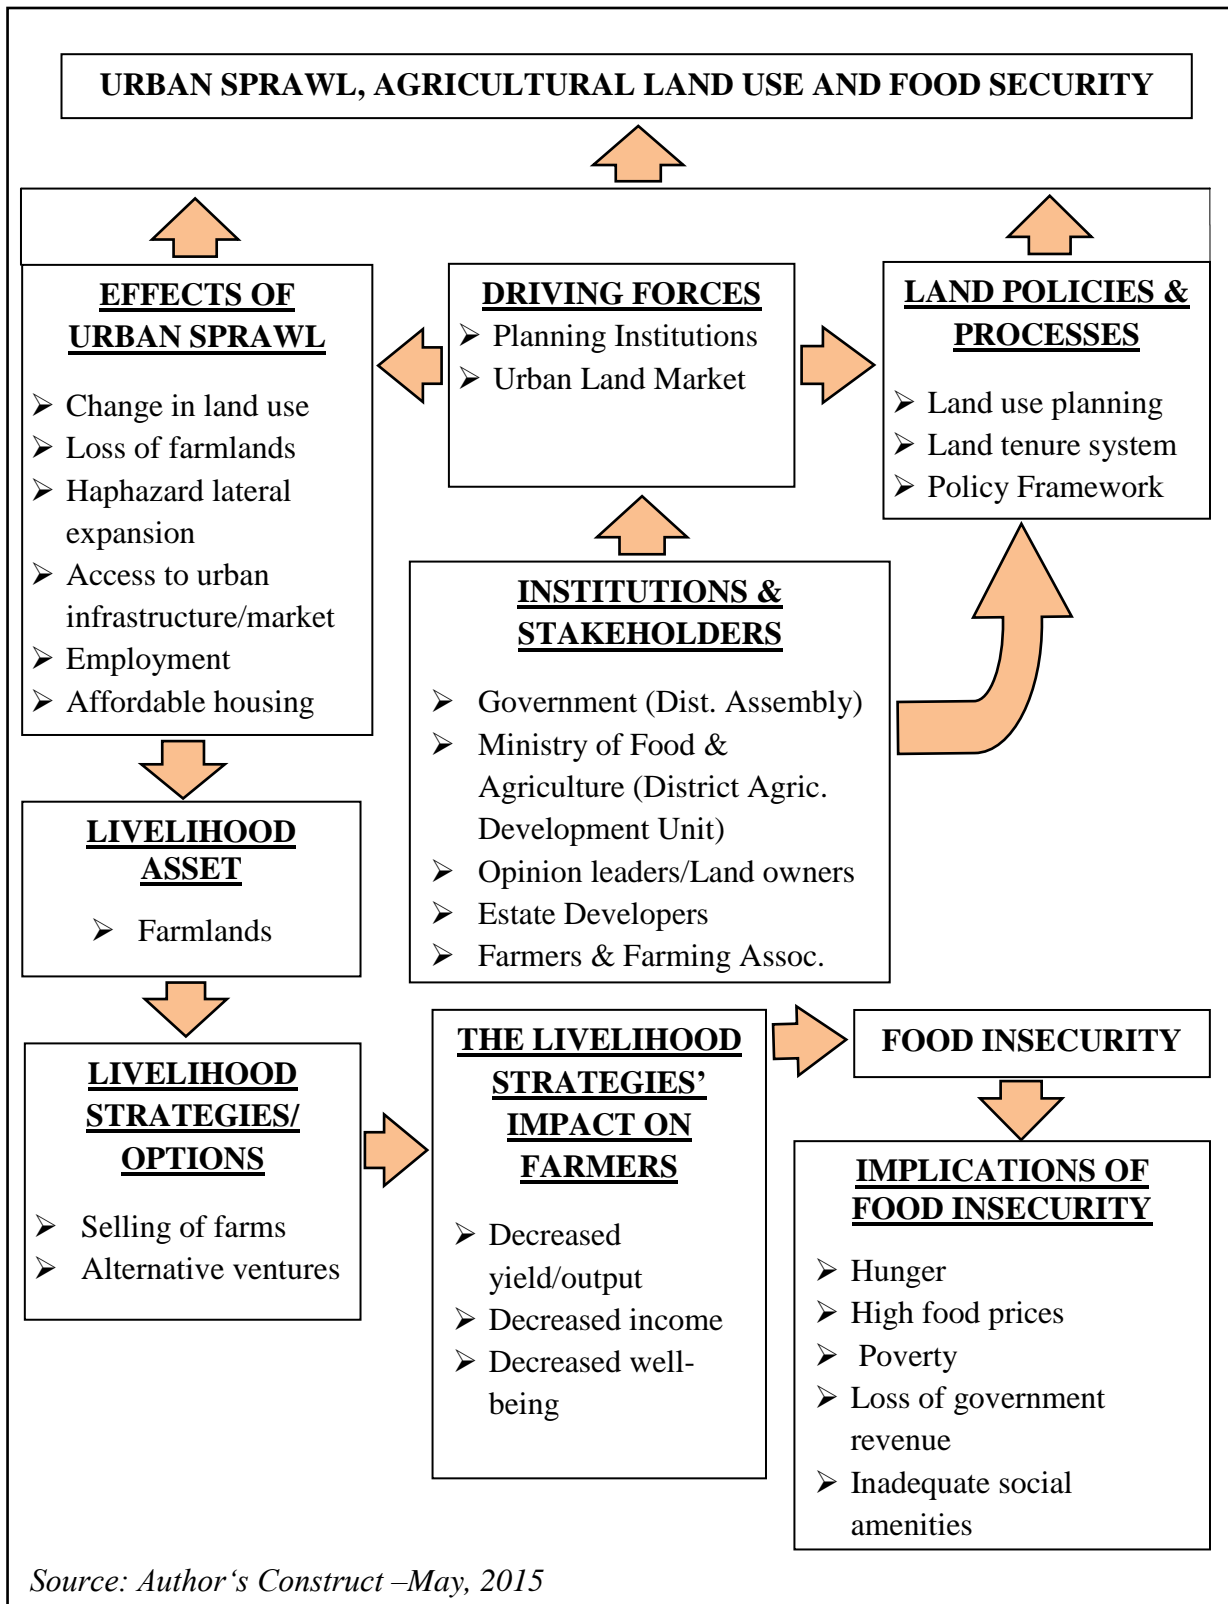 URBAN SPRAWL, AGRICULTURAL LAND USE AND FOOD SECURITY
EFFECTS OF
URBAN SPRAWL
➢ Change in land use
➢ Loss of farmlands
➢ Haphazard lateral
expansion
➢ Access to urban
infrastructure/market
➢ Employment
➢ Affordable housing
DRIVING FORCES
➢ Planning Institutions
➢ Urban Land Market
LAND POLICIES &
PROCESSES
➢ Land use planning
➢ Land tenure system
➢ Policy Framework
INSTITUTIONS &
STAKEHOLDERS
➢ Government (Dist. Assembly)
➢ Ministry of Food &
Agriculture (District Agric.
Development Unit)
➢ Opinion leaders/Land owners
➢ Estate Developers
➢ Farmers & Farming Assoc.
LIVELIHOOD
ASSET
➢ Farmlands
LIVELIHOOD
STRATEGIES/
OPTIONS
➢ Selling of farms
➢ Alternative ventures
THE LIVELIHOOD
STRATEGIES’
IMPACT ON
FARMERS
➢ Decreased
yield/output
➢ Decreased income
➢ Decreased well-
being
FOOD INSECURITY
IMPLICATIONS OF
FOOD INSECURITY
➢ Hunger
➢ High food prices
➢ Poverty
➢ Loss of government
revenue
➢ Inadequate social
amenities
Source: Author‘s Construct –May, 2015